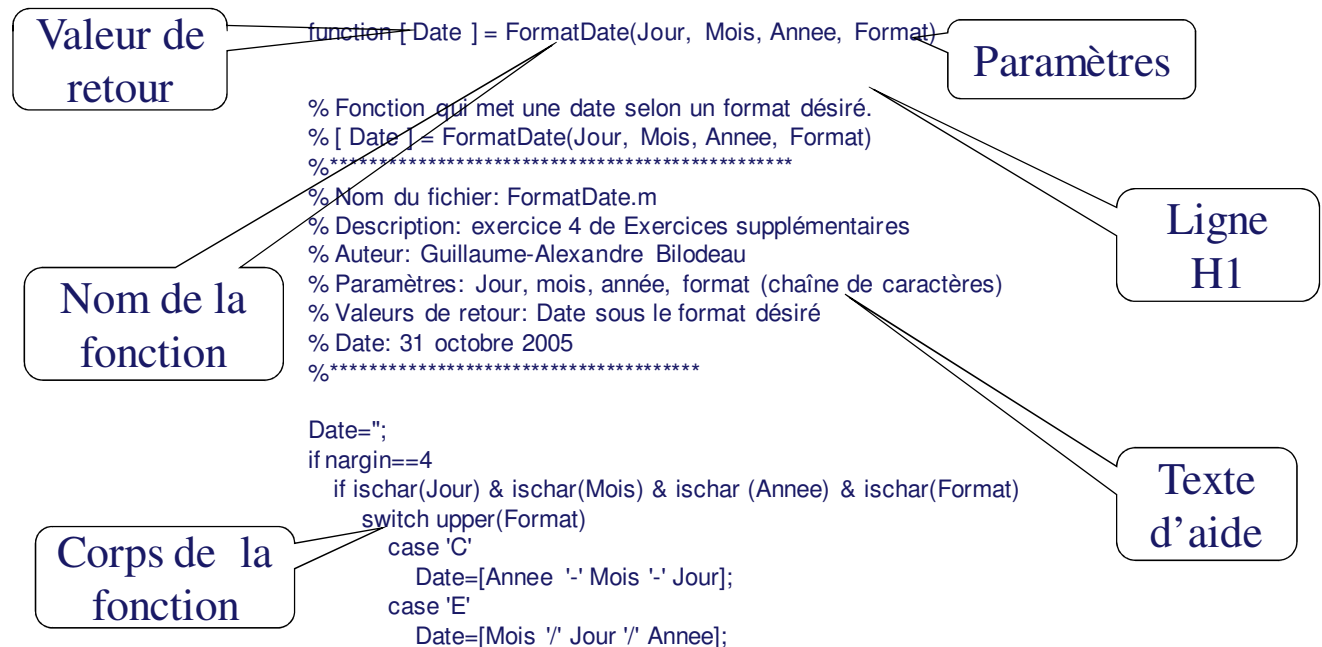 Valeur de
retour
function [ Date ] = FormatDate(Jour, Mois, Annee, Format)
Paramètres
% Fonction qui met une date selon un format désiré.
% [ Date ] = FormatDate(Jour, Mois, Annee, Format)
%***********************************************
% Nom du fichier: FormatDate.m
% Description: exercice 4 de Exercices supplémentaires
% Auteur: Guillaume-Alexandre Bilodeau
% Paramètres: Jour, mois, année, format (chaîne de caractères)
% Valeurs de retour: Date sous le format désiré
% Date: 31 octobre 2005
%**************************************
Ligne
H1
Nom de la
fonction
Date='';
if nargin==4
if ischar(Jour) & ischar(Mois) & ischar (Annee) & ischar(Format)
switch upper(Format)
case 'C'
Date=[Annee '-' Mois '-' Jour];
case 'E'
Date=[Mois '/' Jour '/' Annee];
Texte
d’aide
Corps de la
fonction